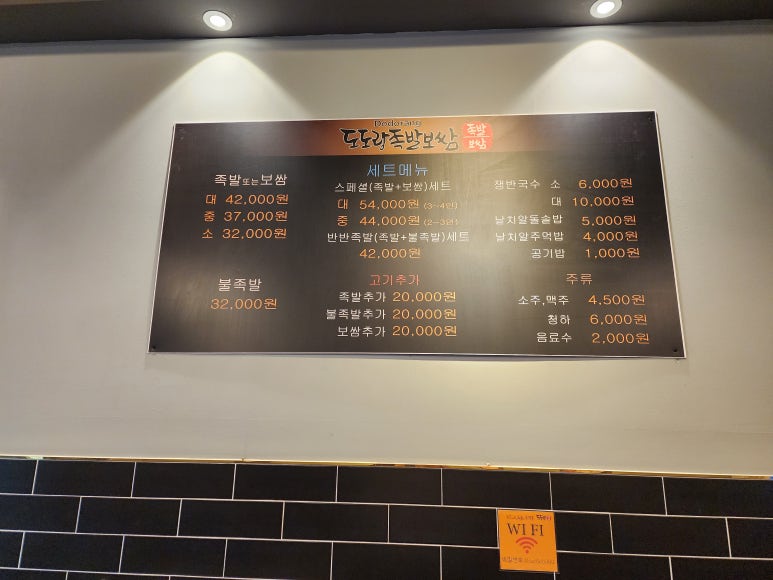 Dodorang
도도랑족발보쌈 족발 보쌈
족발또는보쌈
대 42,000원
중 37,000원
소 32,000원
불족발
32,000원
세트메뉴
스페셜(족발+보쌈)세트
대 54,000원 (3~4인)
중 44,000원 (2~3인)
반반족발(족발+불족발)세트
42,000원
고기추가
족발추가 20,000원
불족발추가 20,000원
보쌈추가 20,000원
쟁반국수 소 6,000원
대 10,000원
날치알돌솥밥 5,000원
날치알주먹밥 4,000원
공기밥 1,000원
주류
소주,맥주 4,500원
청하 6,000원
음료수 2,000원
WIFI